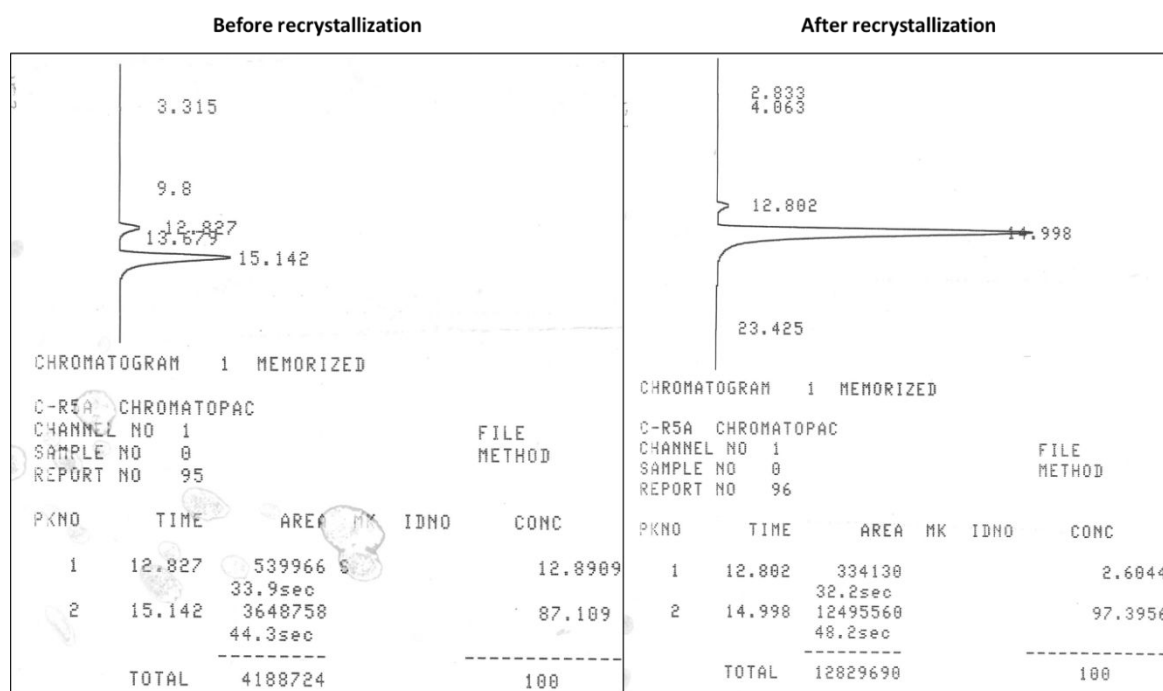 Before recrystallization
3.315
9.8
12.827
13.679
15.142
CHROMATOGRAM 1 MEMORIZED
C-R5A CHROMATOPAC
CHANNEL NO 1 FILE
SAMPLE NO 0 METHOD
REPORT NO 95
PKNO TIME AREA MK IDNO CONC
1 12.827 539966 S 12.8909
33.9sec
2 15.142 3648758 87.109
44.3sec
--------- ---------------
TOTAL 4188724 100
After recrystallization
2.833
4.063
12.802
14.998
23.425
CHROMATOGRAM 1 MEMORIZED
C-R5A CHROMATOPAC
CHANNEL NO 1 FILE
SAMPLE NO 0 METHOD
REPORT NO 96
PKNO TIME AREA MK IDNO CONC
1 12.802 334130 2.6044
32.2sec
2 14.998 12495560 97.3956
48.2sec
--------- ---------------
TOTAL 12829690 100